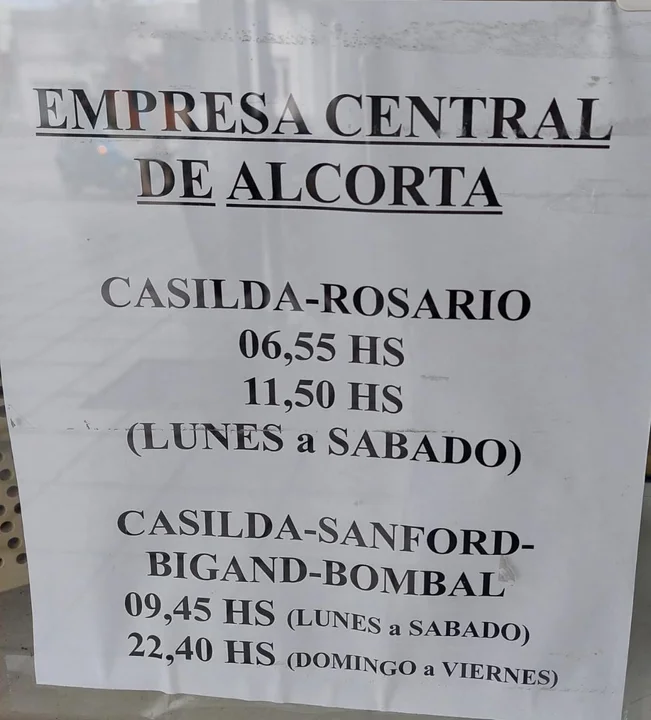 EMPRESA CENTRAL
DE ALCORTA
CASILDA-ROSARIO
06,55 HS
11,50 HS
(LUNES a SABADO)
CASILDA-SANFORD-
BIGAND-BOMBAL
09,45 HS (LUNES a SABADO)
22,40 HS (DOMINGO a VIERNES)